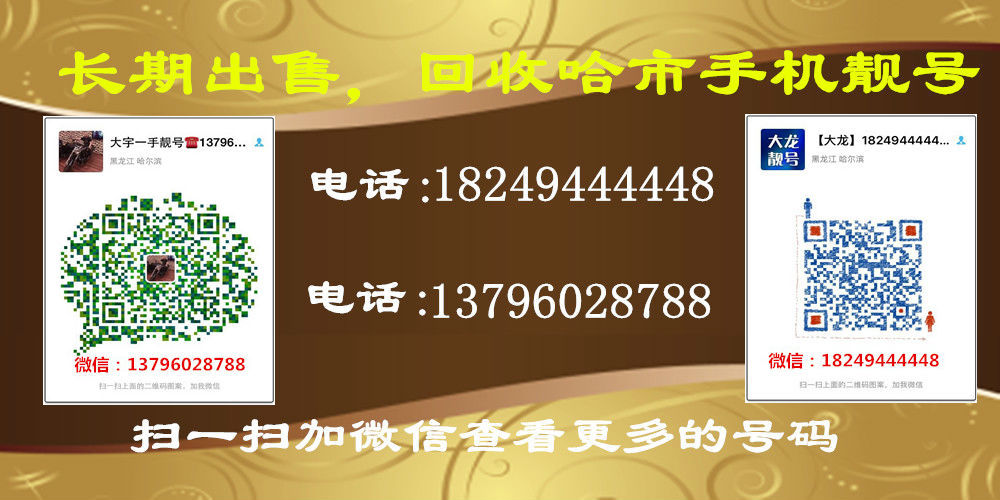 长期出售，回收哈市手机靓号
大宇一手靓号☎13796...
黑龙江 哈尔滨
微信：13796028788
扫一扫上面的二维码图案，加我微信
电话:18249444448
电话:13796028788
大龙
靓号
【大龙】18249444444...
黑龙江 哈尔滨
微信：18249444448
扫一扫上面的二维码图案，加我微信
扫一扫加微信查看更多的号码